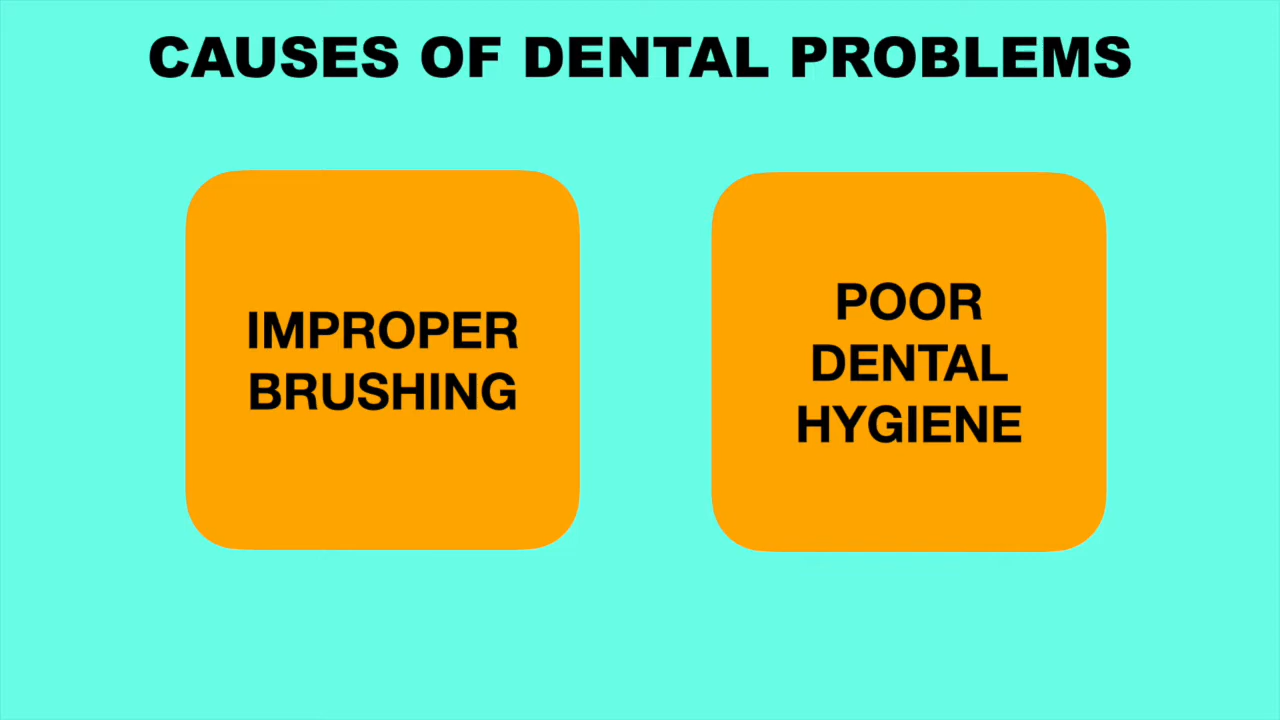 CAUSES OF DENTAL PROBLEMS
IMPROPER
BRUSHING
POOR
DENTAL
HYGIENE